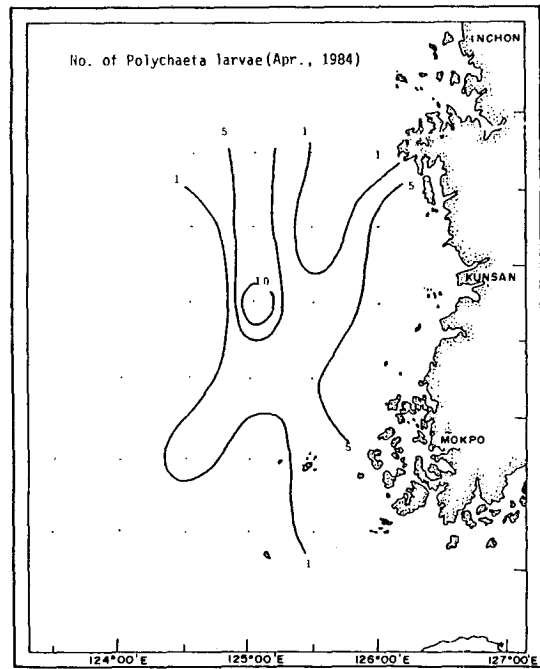 INCHON
No. of Polychaeta larvae(Apr., 1984)
5
1
1
1
5
10
KUNSAN
MOKPO
5
1
124°00'E
125°00'E
126°00'E
127°00'E